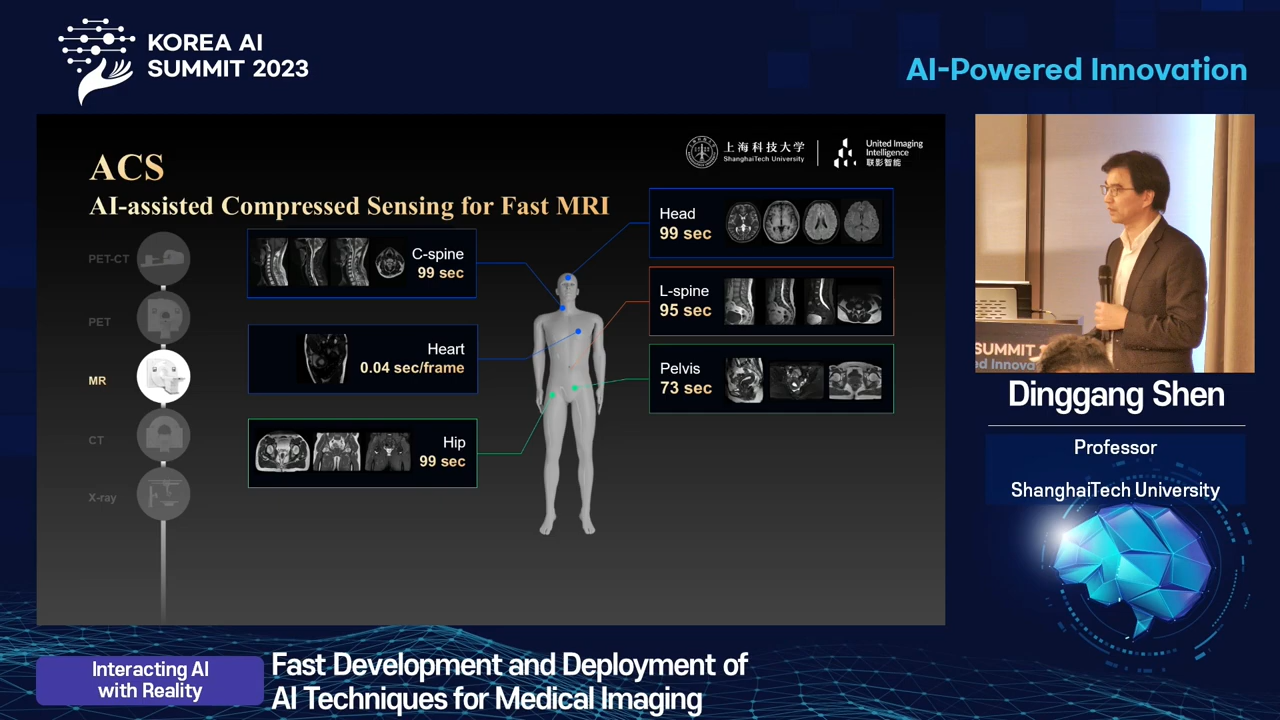 KOREA AI
SUMMIT 2023
AI-Powered Innovation
上海科技大学
ShanghaiTech University
United Imaging
Intelligence
联影智能
ACS
AI-assisted Compressed Sensing for Fast MRI
PET-CT
PET
MR
CT
X-ray
C-spine
99 sec
Heart
0.04 sec/frame
Hip
99 sec
Head
99 sec
L-spine
95 sec
Pelvis
73 sec
SUMMIT
ed Innova
Dinggang Shen
Professor
ShanghaiTech University
Interacting AI
with Reality
Fast Development and Deployment of
AI Techniques for Medical Imaging